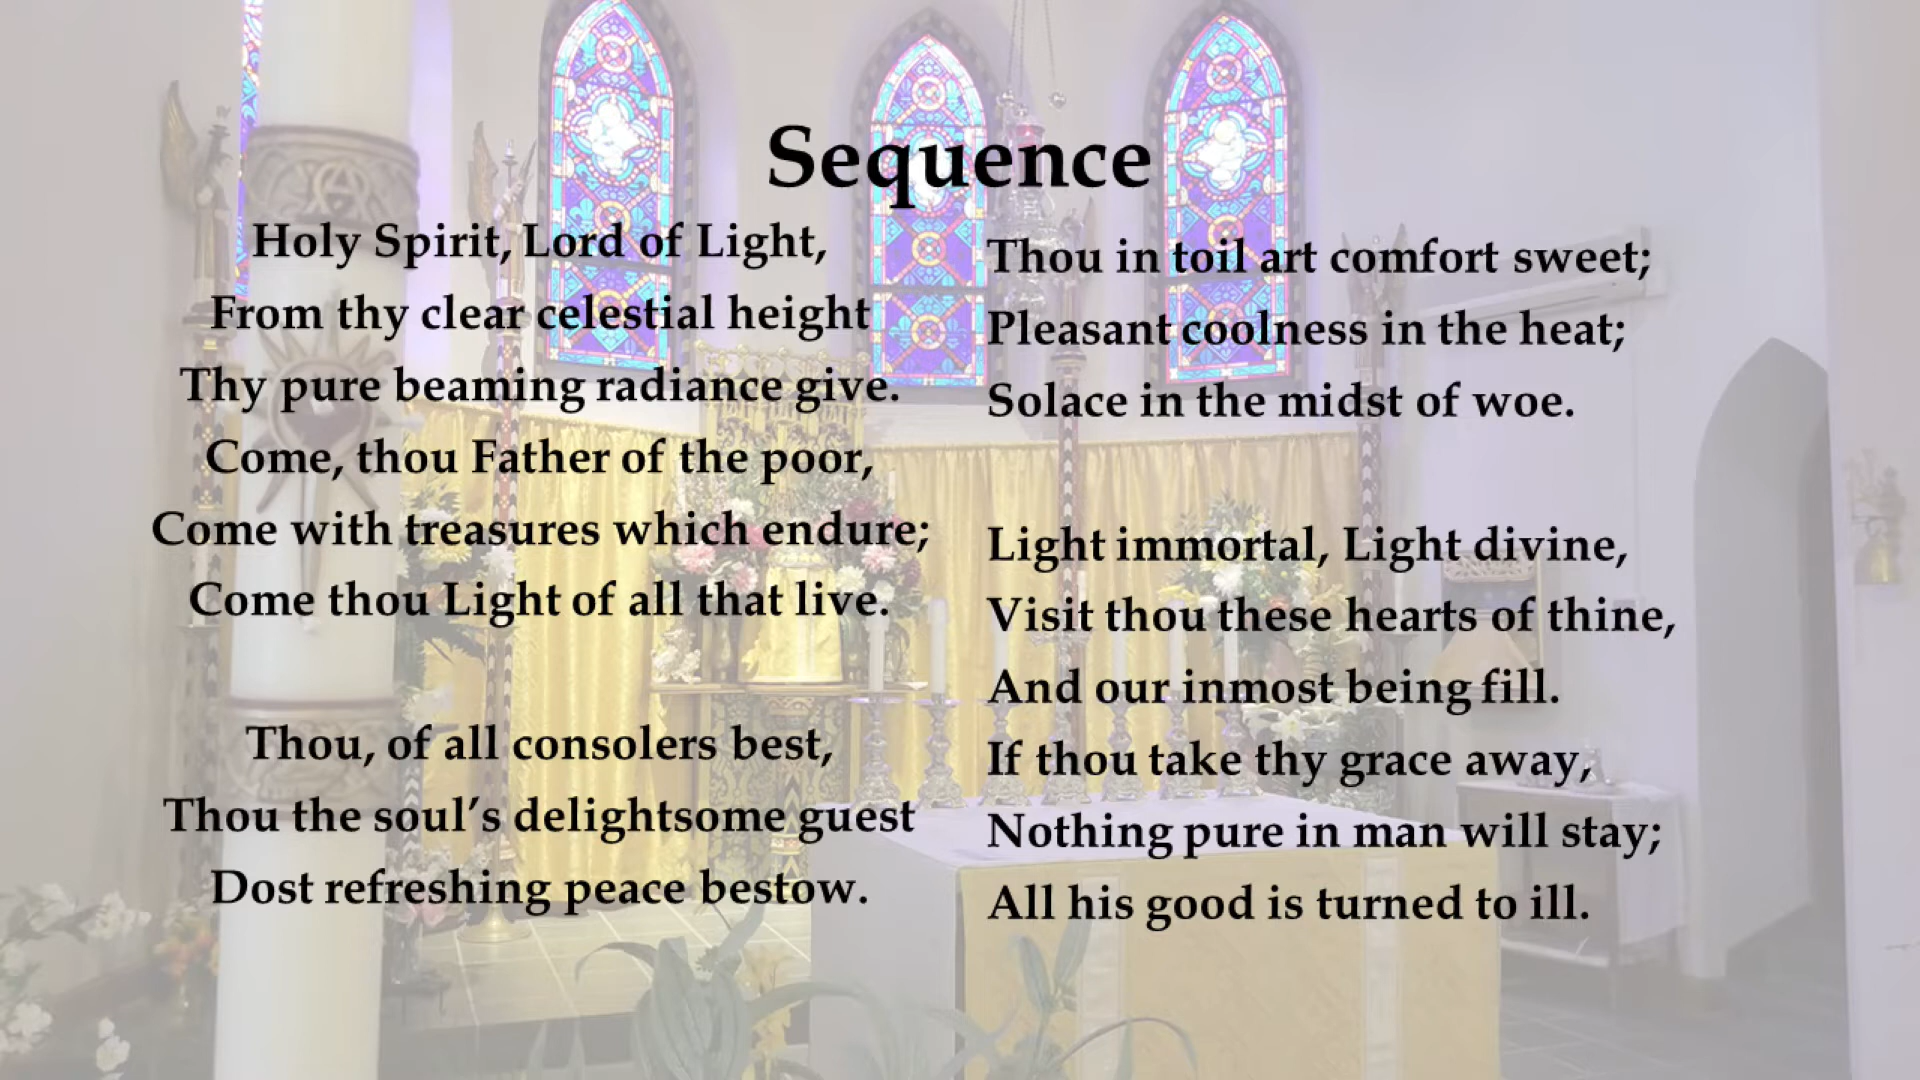 Sequence
Holy Spirit, Lord of Light,
From thy clear celestial height
Thy pure beaming radiance give.
Come, thou Father of the poor,
Come with treasures which endure;
Come thou Light of all that live.
Thou, of all consolers best,
Thou the soul’s delightsome guest
Dost refreshing peace bestow.
Thou in toil art comfort sweet;
Pleasant coolness in the heat;
Solace in the midst of woe.
Light immortal, Light divine,
Visit thou these hearts of thine,
And our inmost being fill.
If thou take thy grace away,
Nothing pure in man will stay;
All his good is turned to ill.